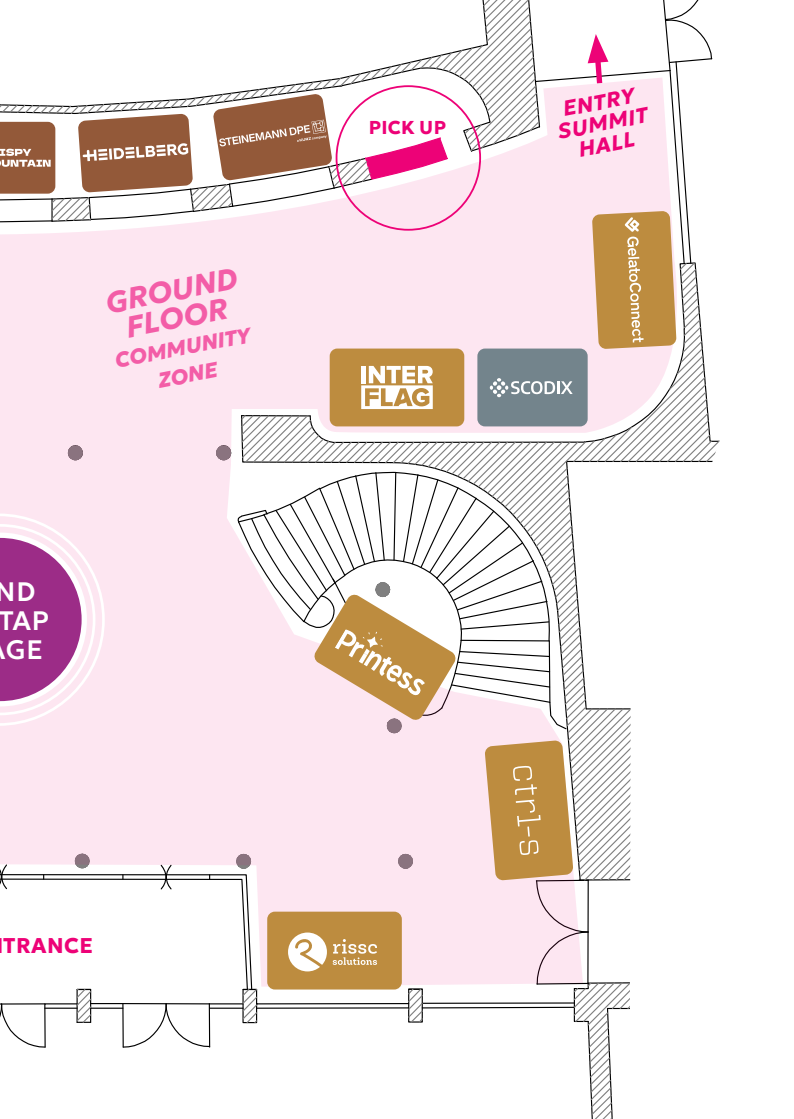 ENTRY
SUMMIT
HALL
PICK UP
ISPY
UNTAIN
HEIDELBERG
STEINEMANN DPE
GelatoConnect
GROUND
FLOOR
COMMUNITY
ZONE
INTER
FLAG
SCODIX
ND
TAP
AGE
Printess
ctrl-s
NTRANCE
rissc
solutions